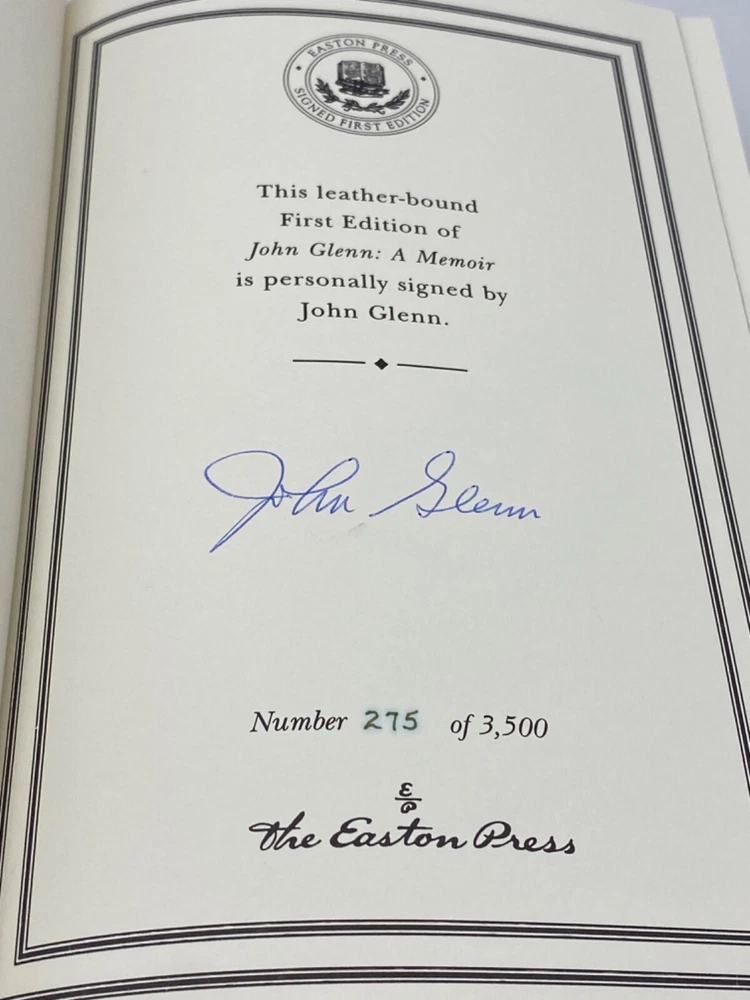 EASTON PRESS
SIGNED FIRST EDITION
This leather-bound
First Edition of
John Glenn: A Memoir
is personally signed by
John Glenn.
John Glenn
Number 275 of 3,500
E
P
the Easton Press